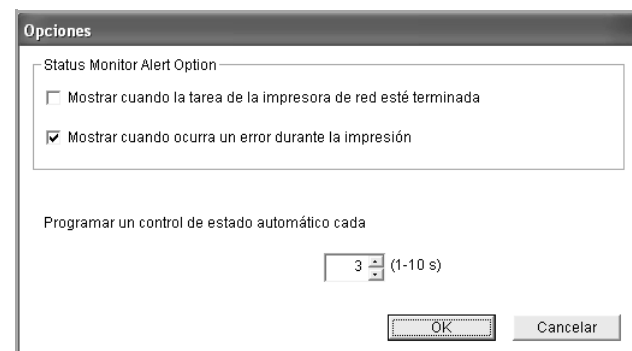 Opciones
Status Monitor Alert Option
Mostrar cuando la tarea de la impresora de red esté terminada
Mostrar cuando ocurra un error durante la impresión
Programar un control de estado automático cada
3 (1-10 s)
OK Cancelar